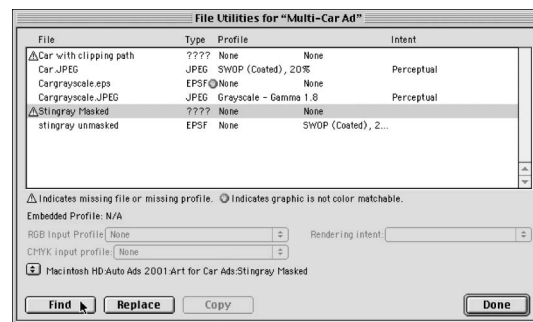 File Utilities for “Multi-Car Ad”
File Type Profile Intent
Car with clipping path ???? None None
Car.JPEG JPEG SWOP (Coated), 20% Perceptual
Cargrayscale.eps EPSF None None
Cargrayscale.JPEG JPEG Grayscale - Gamma 1.8 Perceptual
Stingray Masked ???? None None
stingray unmasked EPSF None SWOP (Coated), 2...
Indicates missing file or missing profile. Indicates graphic is not color matchable.
Embedded Profile: N/A
RGB Input Profile None Rendering intent:
CMYK input profile: None
Macintosh HD:Auto Ads 2001:Art for Car Ads:Stingray Masked
Find Replace Copy Done